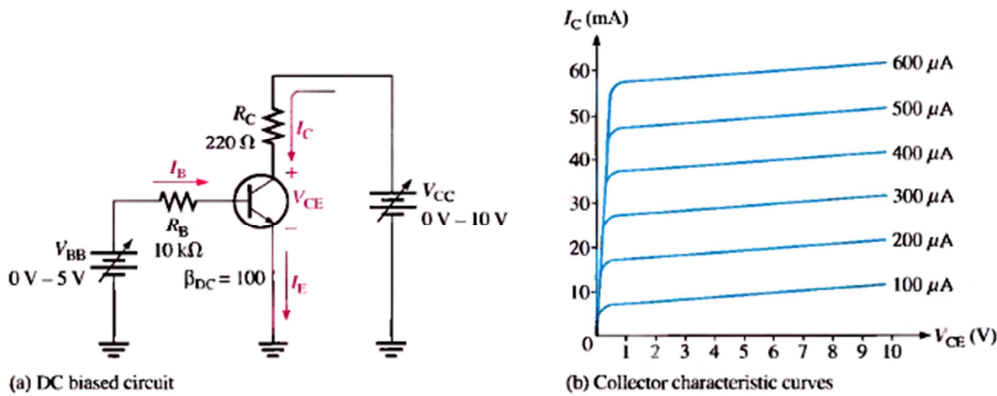 R_C
220 Ω
I_C
I_B
+
V_CE
−
R_B
10 kΩ
V_BB
0 V – 5 V
β_DC = 100
I_E
V_CC
0 V – 10 V
(a) DC biased circuit
I_C (mA)
60
50
40
30
20
10
0
1 2 3 4 5 6 7 8 9 10
V_CE (V)
600 μA
500 μA
400 μA
300 μA
200 μA
100 μA
(b) Collector characteristic curves